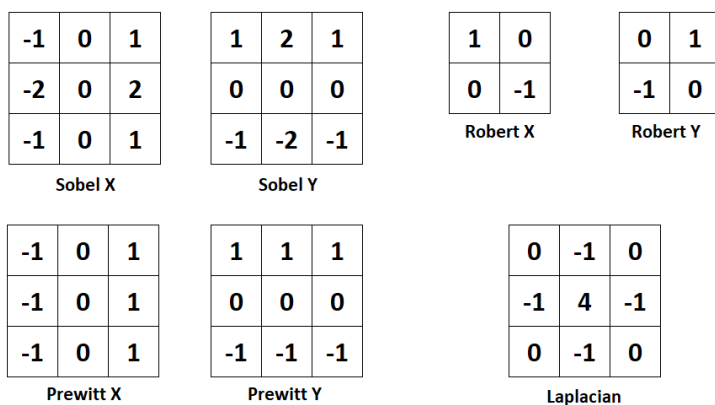 -1 0 1
-2 0 2
-1 0 1
Sobel X
1 2 1
0 0 0
-1 -2 -1
Sobel Y
1 0
0 -1
Robert X
0 1
-1 0
Robert Y
-1 0 1
-1 0 1
-1 0 1
Prewitt X
1 1 1
0 0 0
-1 -1 -1
Prewitt Y
0 -1 0
-1 4 -1
0 -1 0
Laplacian